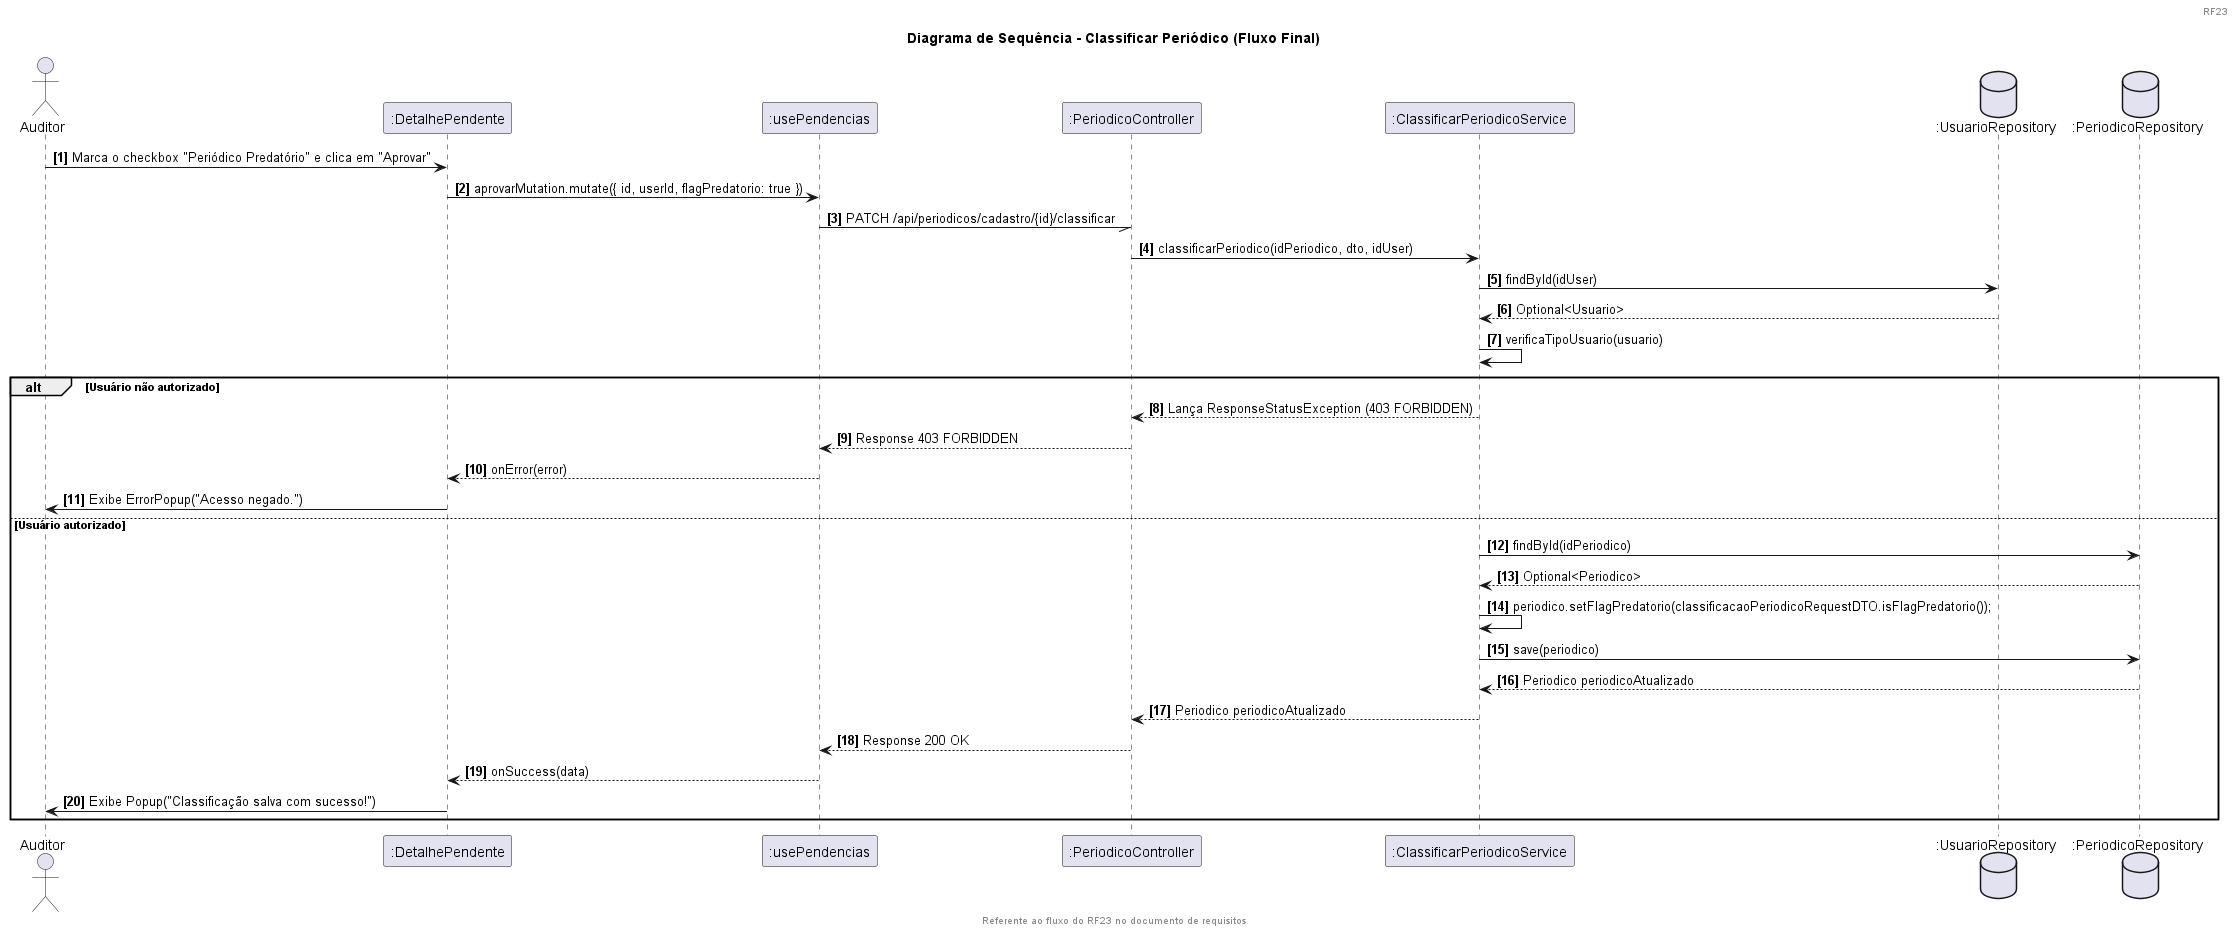 RF23
Diagrama de Sequência - Classificar Periódico (Fluxo Final)
Auditor
:DetalhePendente
:usePendencias
:PeriodicoController
:ClassificarPeriodicoService
:UsuarioRepository
:PeriodicoRepository
[1] Marca o checkbox "Periódico Predatório" e clica em "Aprovar"
[2] aprovarMutation.mutate({ id, userId, flagPredatorio: true })
[3] PATCH /api/periodicos/cadastro/{id}/classificar
[4] classificarPeriodico(idPeriodico, dto, idUser)
[5] findById(idUser)
[6] Optional<Usuario>
[7] verificaTipoUsuario(usuario)
alt [Usuário não autorizado]
[8] Lança ResponseStatusException (403 FORBIDDEN)
[9] Response 403 FORBIDDEN
[10] onError(error)
[11] Exibe ErrorPopup("Acesso negado.")
[Usuário autorizado]
[12] findById(idPeriodico)
[13] Optional<Periodico>
[14] periodico.setFlagPredatorio(classificacaoPeriodicoRequestDTO.isFlagPredatorio());
[15] save(periodico)
[16] Periodico periodicoAtualizado
[17] Periodico periodicoAtualizado
[18] Response 200 OK
[19] onSuccess(data)
[20] Exibe Popup("Classificação salva com sucesso!")
Auditor
:DetalhePendente
:usePendencias
:PeriodicoController
:ClassificarPeriodicoService
:UsuarioRepository
:PeriodicoRepository
Referente ao fluxo do RF23 no documento de requisitos